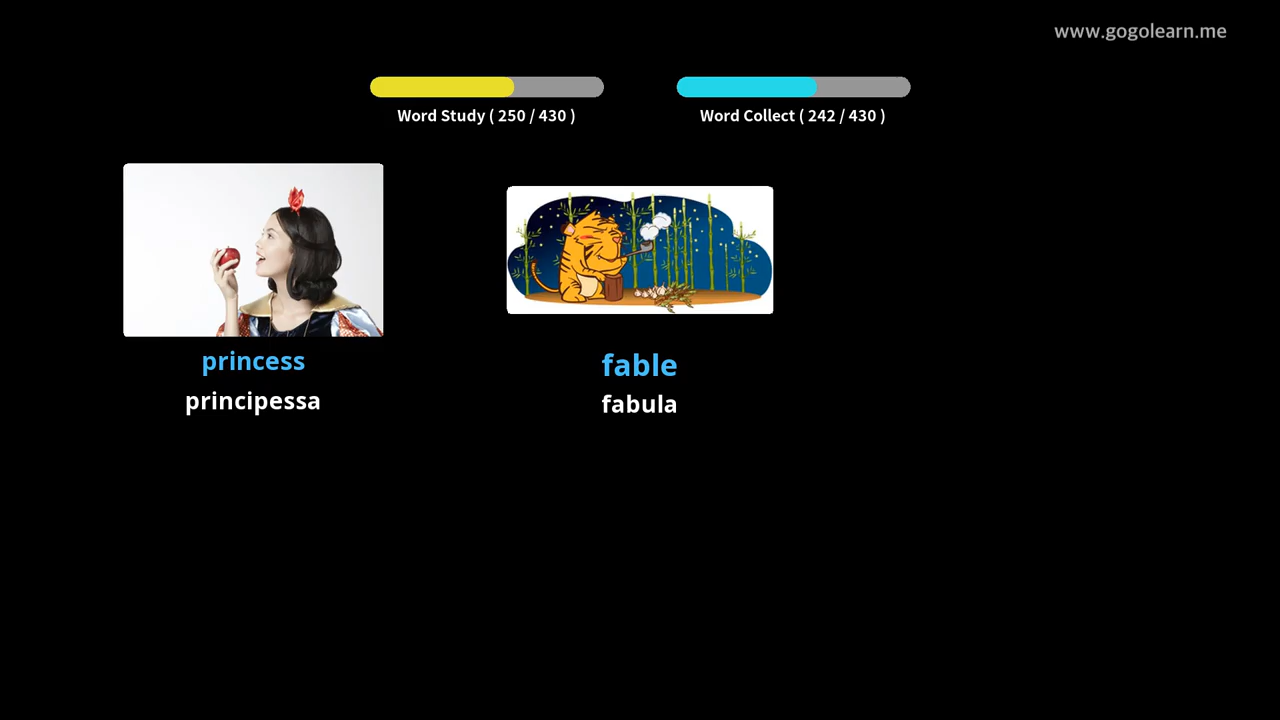 www.gogolearn.me
Word Study ( 250 / 430 )
Word Collect ( 242 / 430 )
princess
principessa
fable
fabula